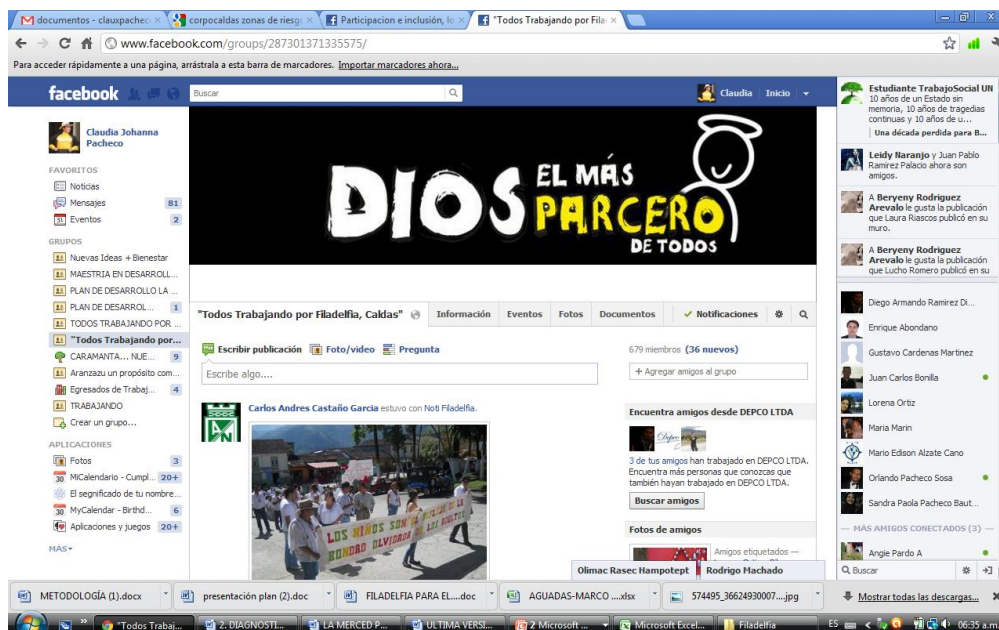 documentos - clauxpachec
corpocaldas zonas de riesg
Participacion e inclusión, lo
"Todos Trabajando por Fila
www.facebook.com/groups/287301371335575/
Para acceder rápidamente a una página, arrástrala a esta barra de marcadores. Importar marcadores ahora...
facebook
Buscar
Claudia
Inicio
Claudia Johanna
Pacheco
FAVORITOS
Noticias
Mensajes 81
Eventos 2
GRUPOS
Nuevas Ideas + Bienestar
MAESTRIA EN DESARROLL...
PLAN DE DESARROLLO LA ...
PLAN DE DESARROL... 1
TODOS TRABAJANDO POR ...
"Todos Trabajando por...
CARAMANTA... NUE... 9
Aranzazu un propósito com...
Egresados de Trabaj... 4
TRABAJANDO
Crear un grupo...
APLICACIONES
Fotos 3
MiCalendario - Cumpl... 20+
El segnificado de tu nombre...
MyCalendar - Birthd... 6
Aplicaciones y juegos 20+
MÁS
DIOS EL MÁS
PARCERO
DE TODOS
"Todos Trabajando por Filadelfia, Caldas"
Información
Eventos
Fotos
Documentos
Notificaciones
Escribir publicación
Foto/video
Pregunta
Escribe algo....
Carlos Andres Castaño Garcia estuvo con Noti Filadelfia.
LOS NIÑOS SON
BONDAD OLVIDADA LOS ADULTOS
679 miembros (36 nuevos)
+ Agregar amigos al grupo
Encuentra amigos desde DEPCO LTDA
Depco
3 de tus amigos han trabajado en DEPCO LTDA.
Encuentra más personas que conozcas que
también hayan trabajado en DEPCO LTDA.
Buscar amigos
Fotos de amigos
Amigos etiquetados —
Olimac Rasec Hampotept
Rodrigo Machado
Estudiante TrabajoSocial UN
10 años de un Estado sin
memoria, 10 años de tragedias
continuas y 10 años de u...
Una década perdida para B...
Leidy Naranjo y Juan Pablo
Ramirez Palacio ahora son
amigos.
A Beryeny Rodriguez
Arevalo le gusta la publicación
que Laura Riascos publicó en su
muro.
A Beryeny Rodriguez
Arevalo le gusta la publicación
que Lucho Romero publicó en su
Diego Armando Ramirez Di...
Enrique Abondano
Gustavo Cardenas Martinez
Juan Carlos Bonilla
Lorena Ortiz
Maria Marin
Mario Edison Alzate Cano
Orlando Pacheco Sosa
Sandra Paola Pacheco Baut...
MÁS AMIGOS CONECTADOS (3)
Angie Pardo A
Buscar
METODOLOGÍA (1).docx
presentación plan (2).doc
FILADELFIA PARA EL....doc
AGUADAS-MARCO ....xlsx
574495_36624930007....jpg
Mostrar todas las descargas...
"Todos Trabaj...
2. DIAGNOSTI...
LA MERCED P...
ULTIMA VERSI...
2 Microsoft ...
Microsoft Excel...
Filadelfia
ES
06:35 a.m.